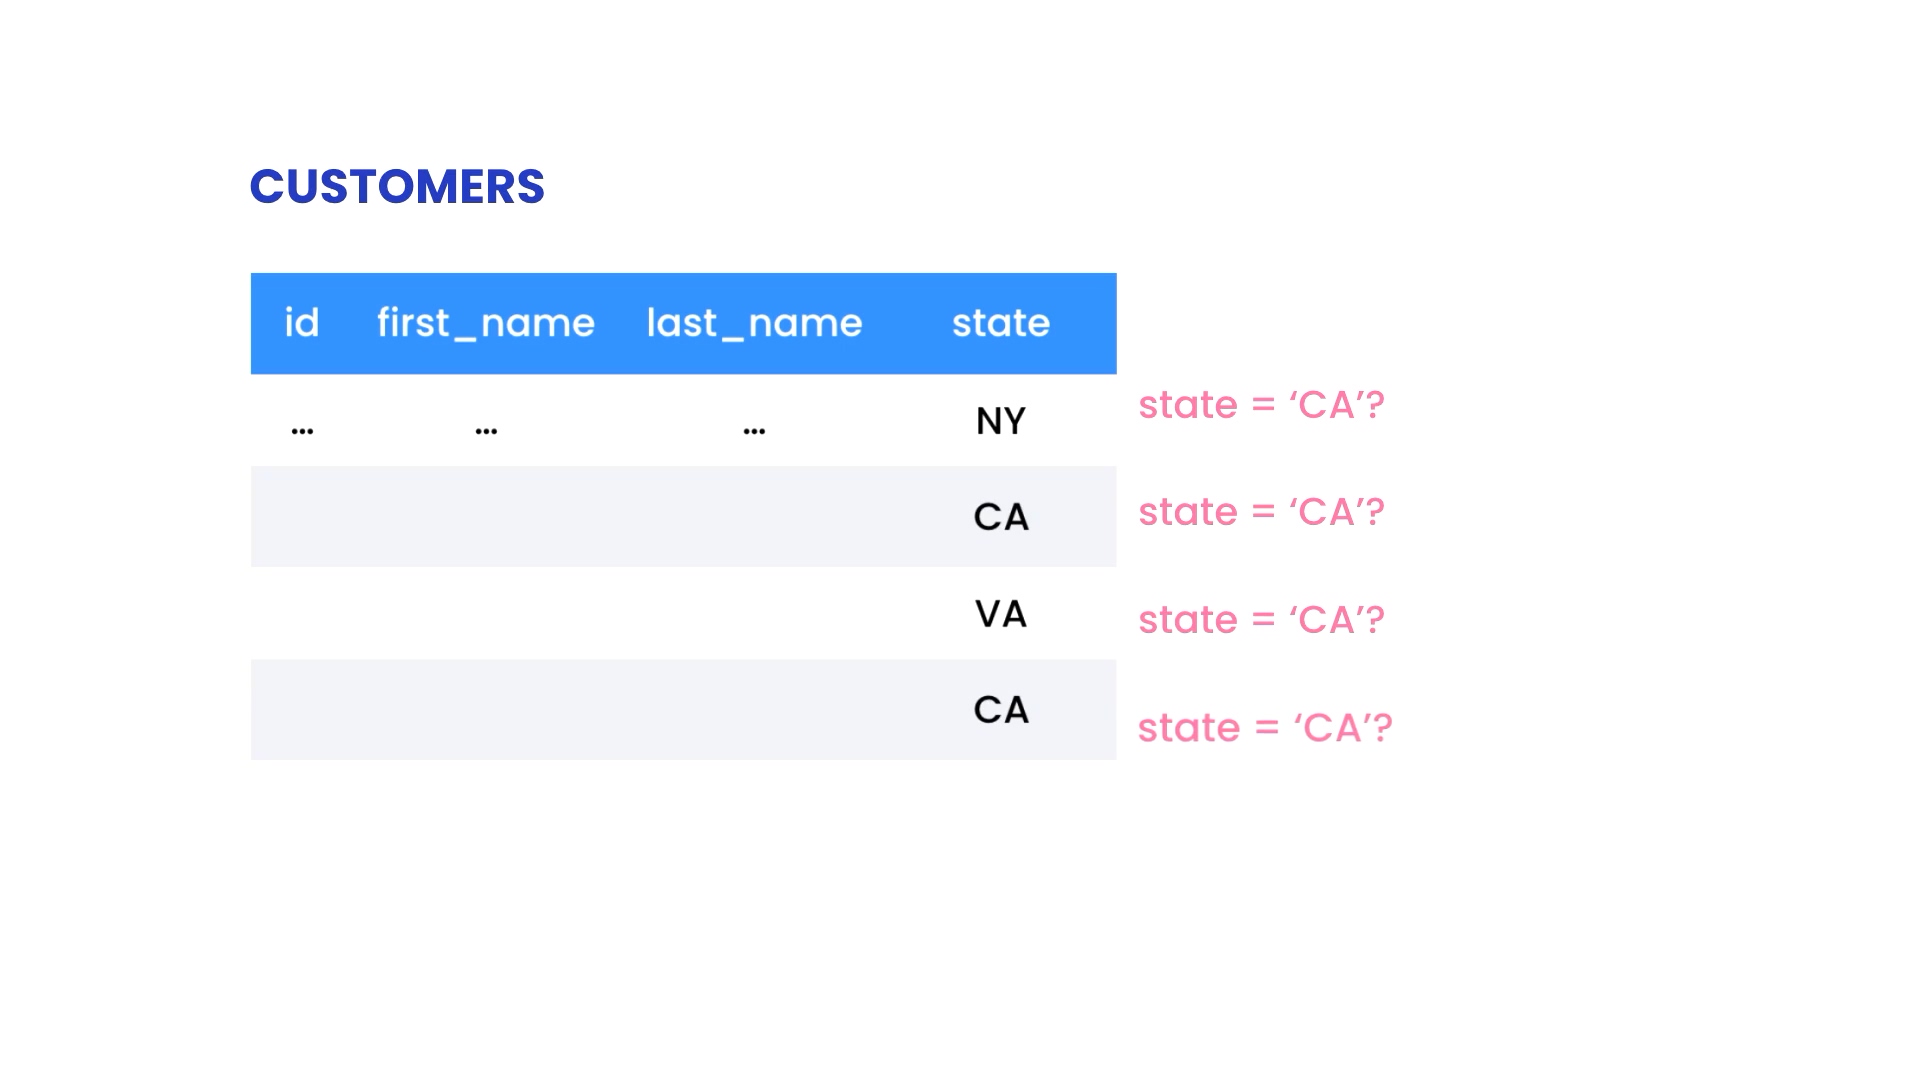 CUSTOMERS
id first_name last_name state
... ... ... NY state = ‘CA’?
CA state = ‘CA’?
VA state = ‘CA’?
CA state = ‘CA’?